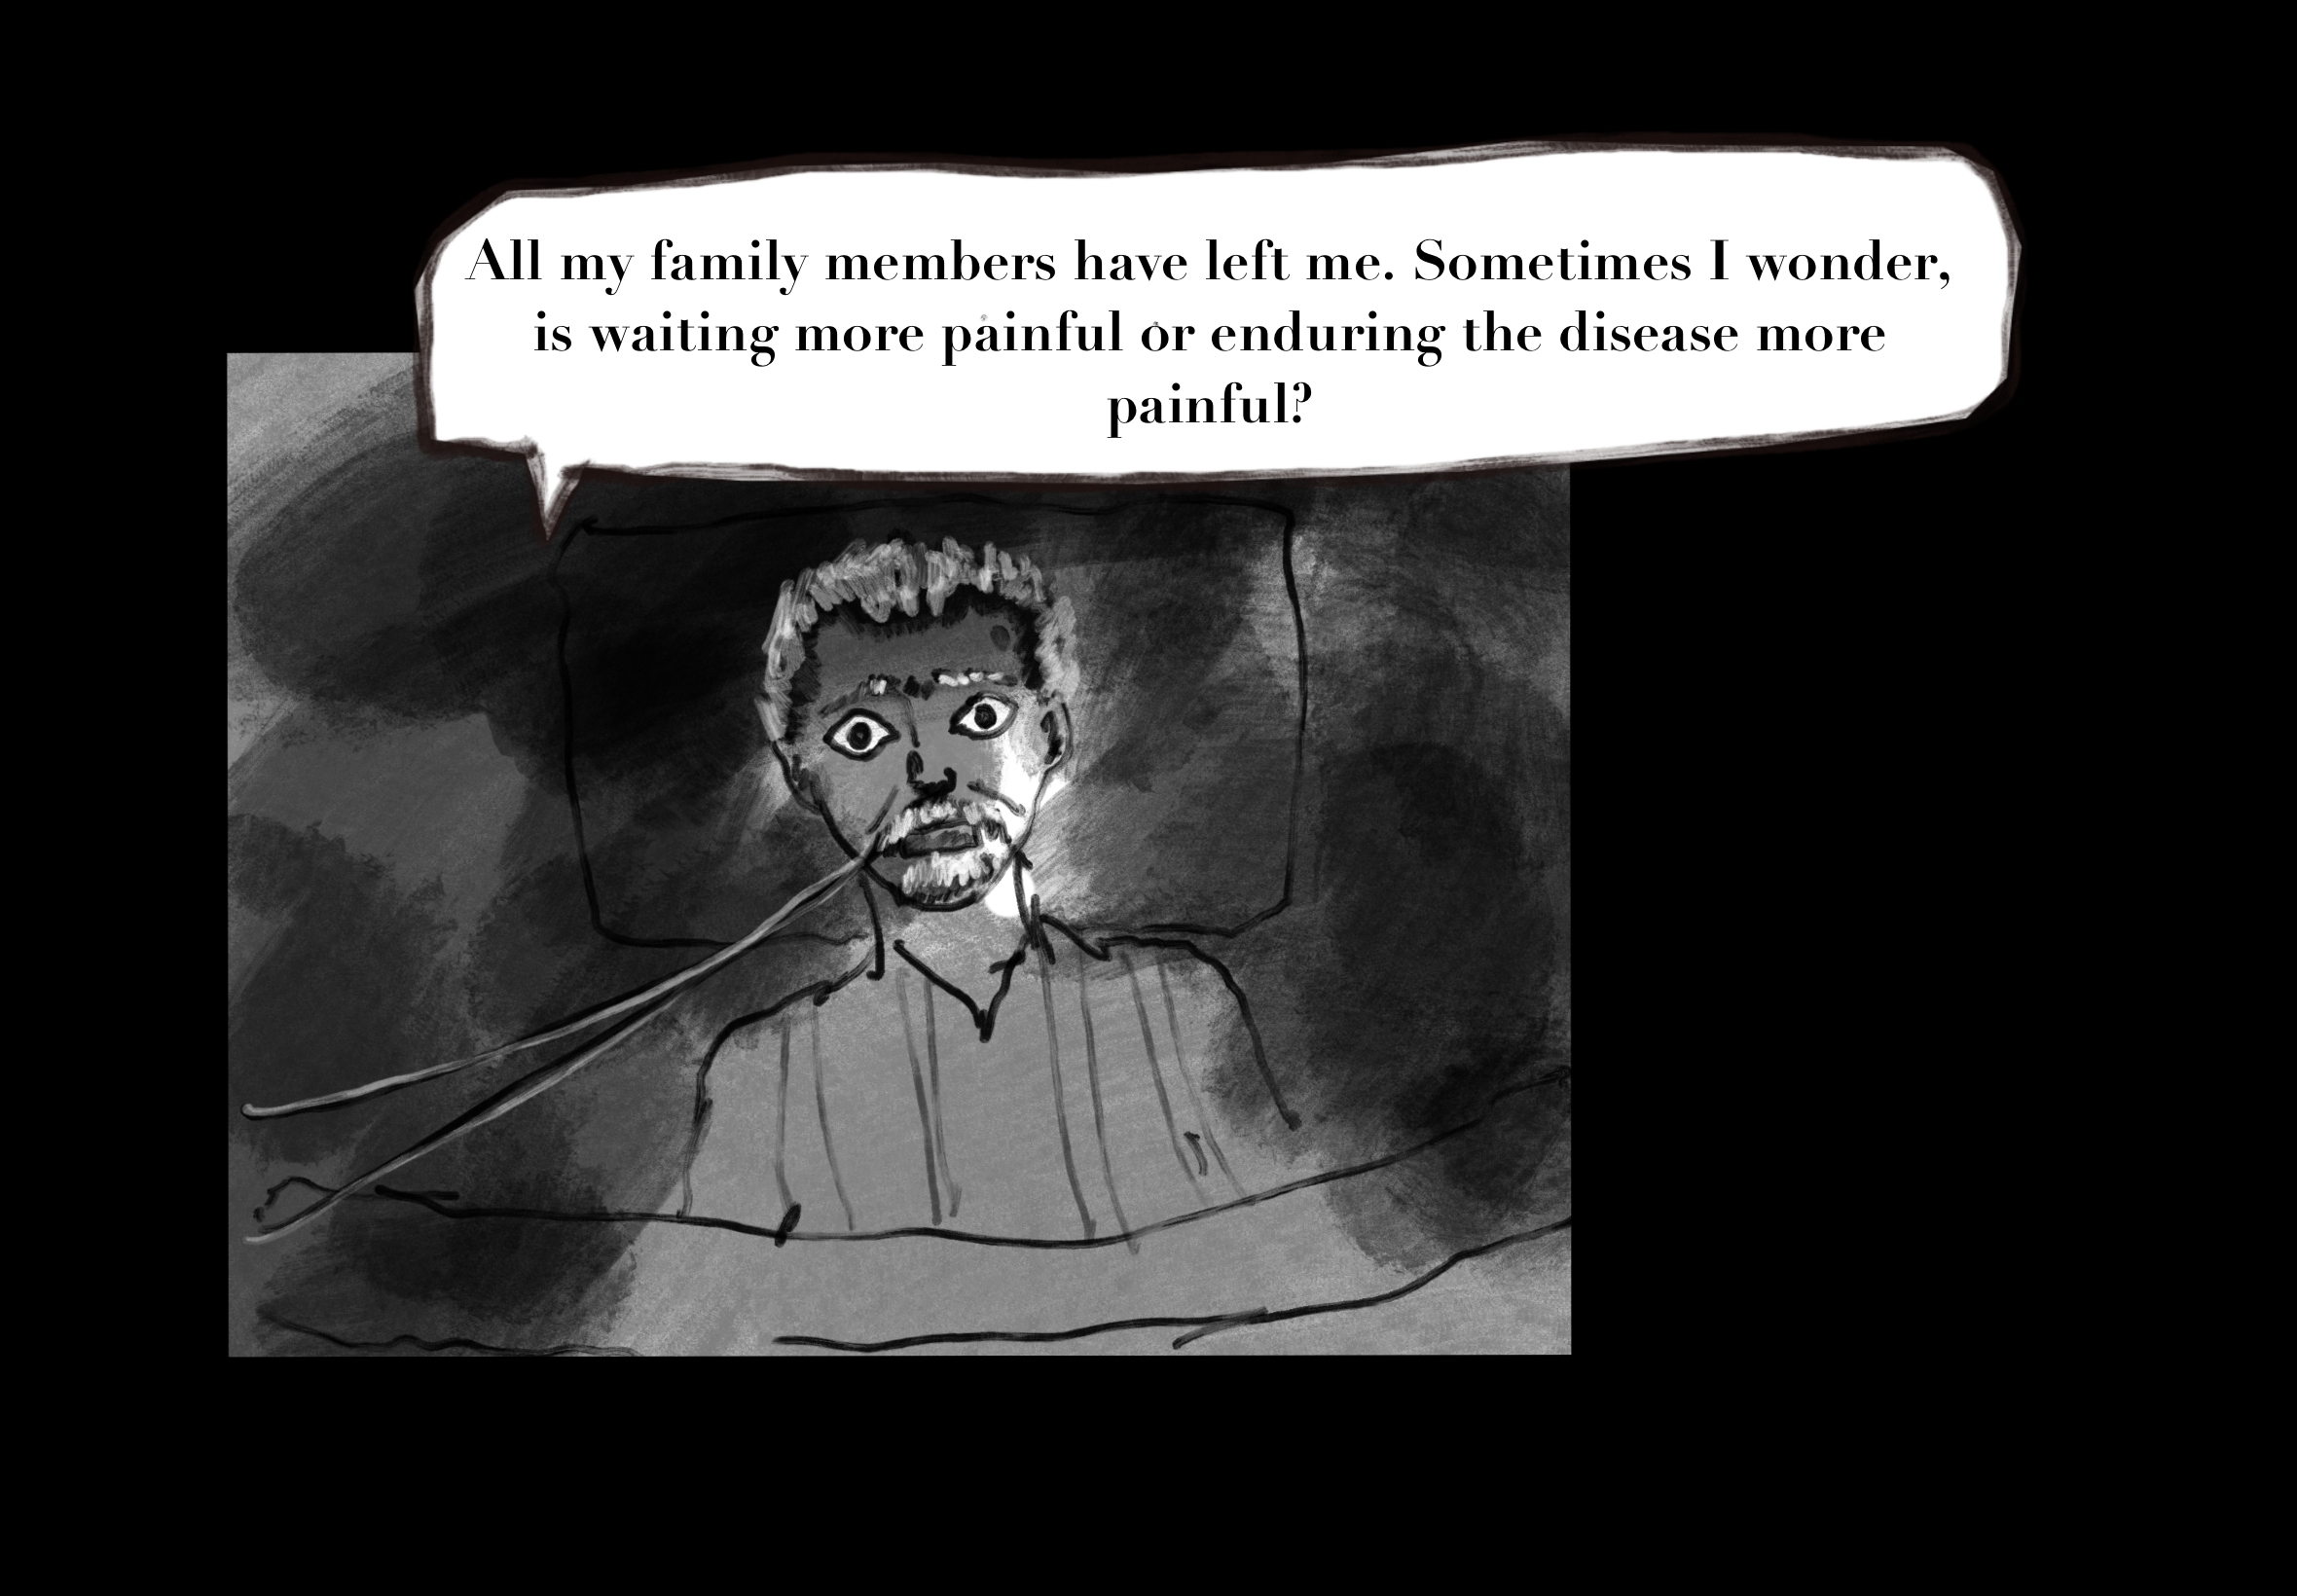 All my family members have left me. Sometimes I wonder,
is waiting more painful or enduring the disease more
painful?